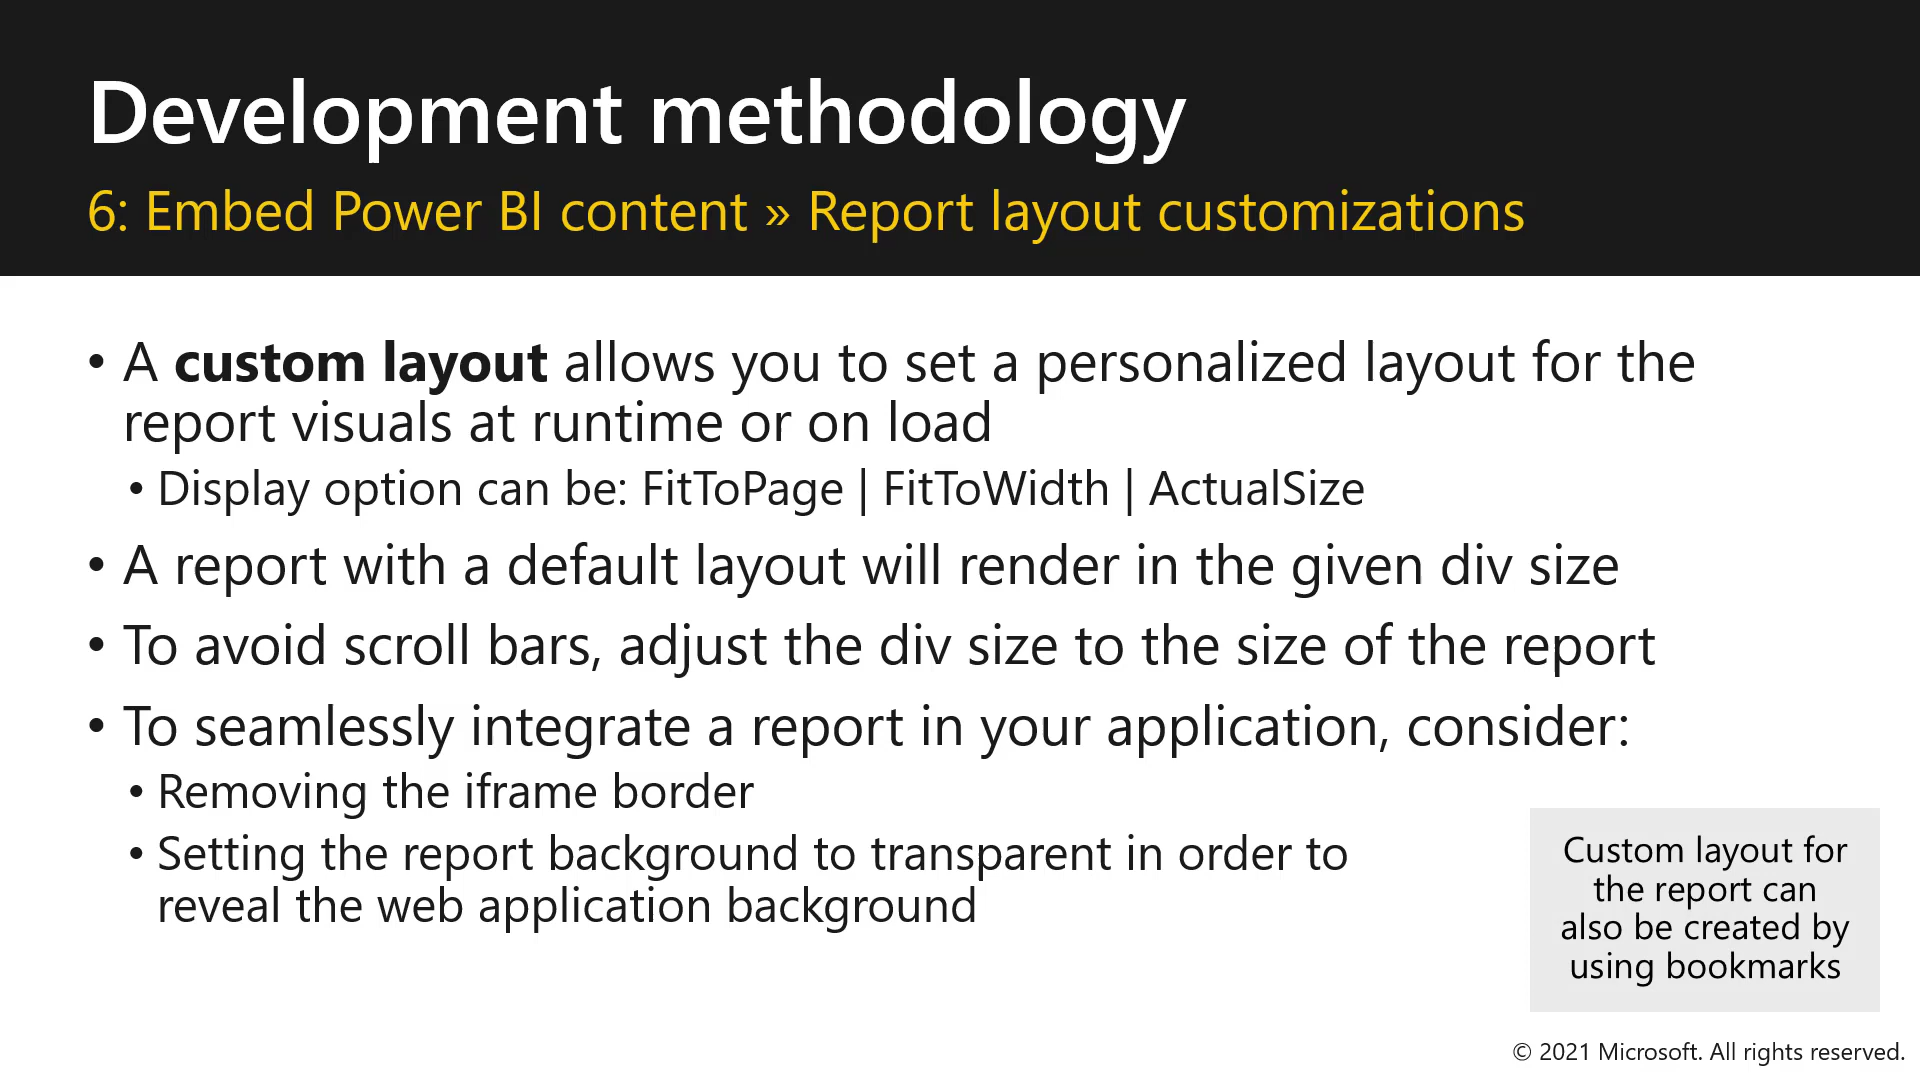 Development methodology
6: Embed Power BI content » Report layout customizations
• A custom layout allows you to set a personalized layout for the
report visuals at runtime or on load
• Display option can be: FitToPage | FitToWidth | ActualSize
• A report with a default layout will render in the given div size
• To avoid scroll bars, adjust the div size to the size of the report
• To seamlessly integrate a report in your application, consider:
• Removing the iframe border
• Setting the report background to transparent in order to
reveal the web application background
Custom layout for
the report can
also be created by
using bookmarks
© 2021 Microsoft. All rights reserved.